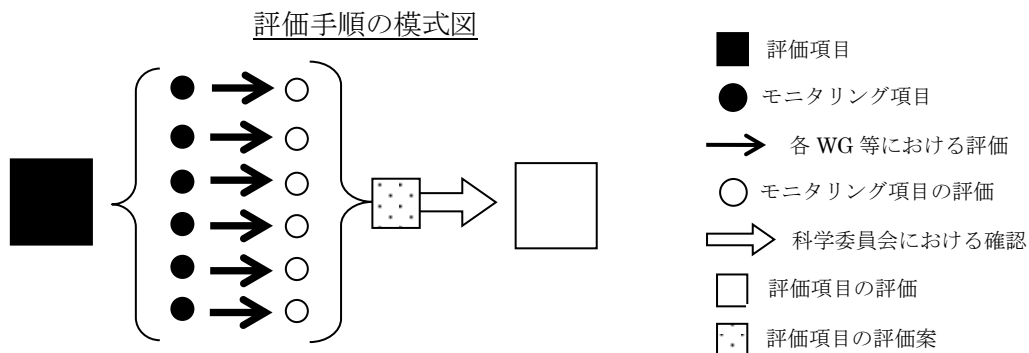 評価手順の模式図
評価項目
モニタリング項目
各 WG 等における評価
モニタリング項目の評価
科学委員会における確認
評価項目の評価
評価項目の評価案